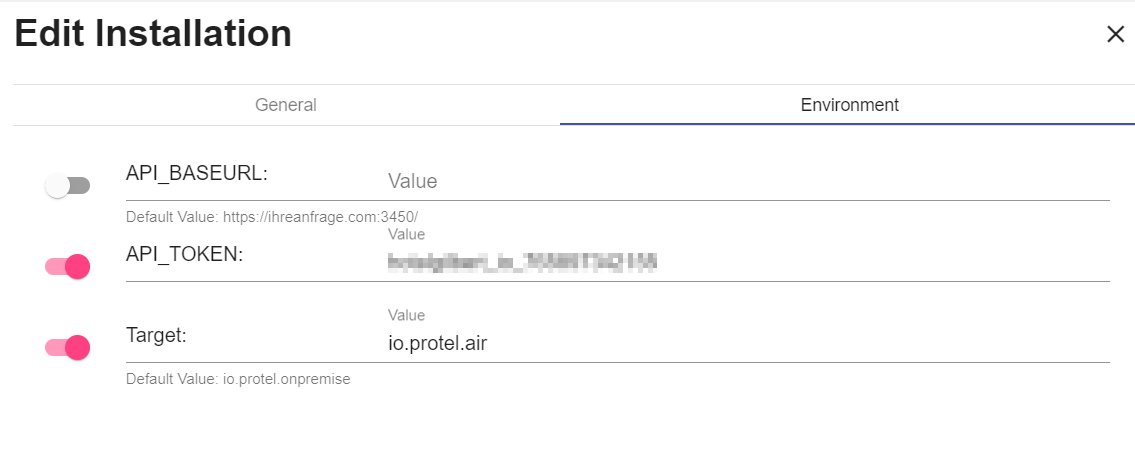 Edit Installation
General
Environment
API_BASEURL:
Value
Default Value: https://ihreanfrage.com:3450/
Value
API_TOKEN:
Value
Target:
io.protel.air
Default Value: io.protel.onpremise